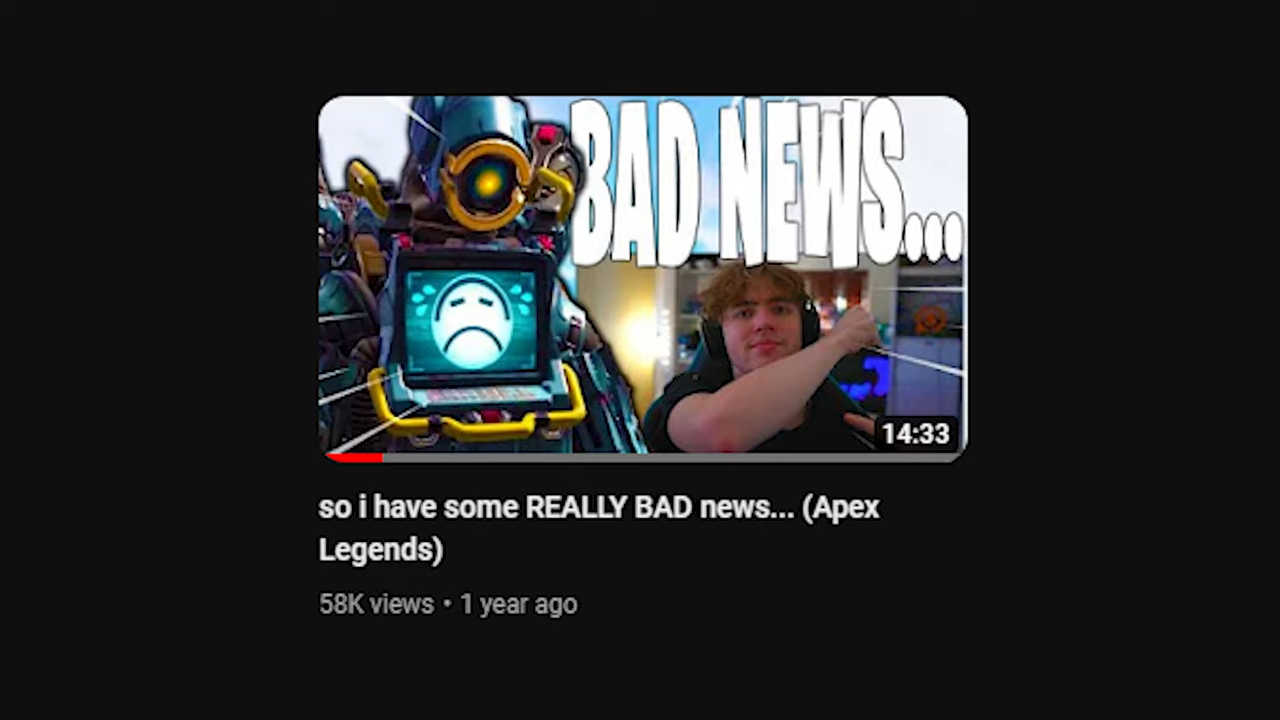 BAD NEWS...
14:33
so i have some REALLY BAD news... (Apex
Legends)
58K views • 1 year ago